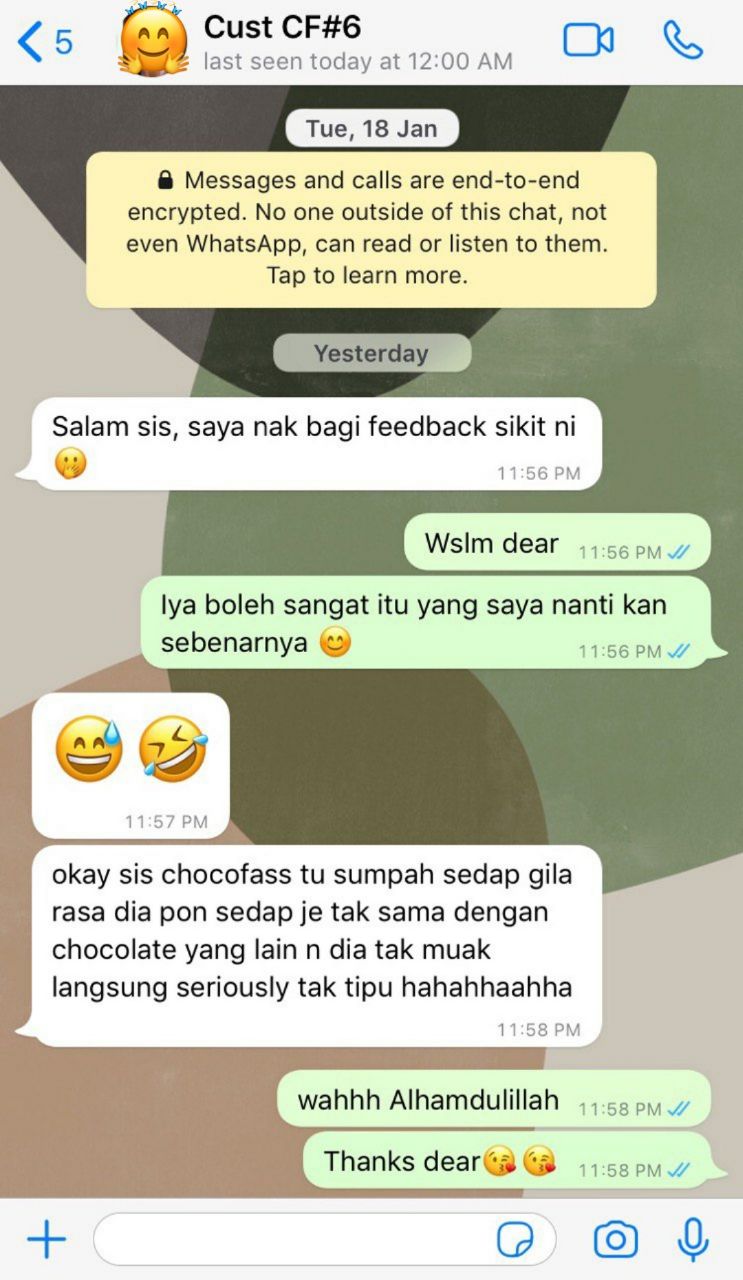 5
Cust CF#6
last seen today at 12:00 AM
Tue, 18 Jan
🔒 Messages and calls are end-to-end
encrypted. No one outside of this chat, not
even WhatsApp, can read or listen to them.
Tap to learn more.
Yesterday
Salam sis, saya nak bagi feedback sikit ni
🤭
11:56 PM
Wslm dear 11:56 PM
Iya boleh sangat itu yang saya nanti kan
sebenarnya 😊
11:56 PM
😅 🤣
11:57 PM
okay sis chocofass tu sumpah sedap gila
rasa dia pon sedap je tak sama dengan
chocolate yang lain n dia tak muak
langsung seriously tak tipu hahahhaahha
11:58 PM
wahhh Alhamdulillah 11:58 PM
Thanks dear😘😘 11:58 PM